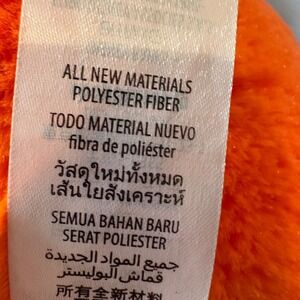 ALL NEW MATERIALS
POLYESTER FIBER
TODO MATERIAL NUEVO
fibra de poliéster
วัสดุใหม่ทั้งหมด
เส้นใยสังเคราะห์
SEMUA BAHAN BARU
SERAT POLIESTER
جميع المواد الجديدة
قماش البوليستر
所有全新材料